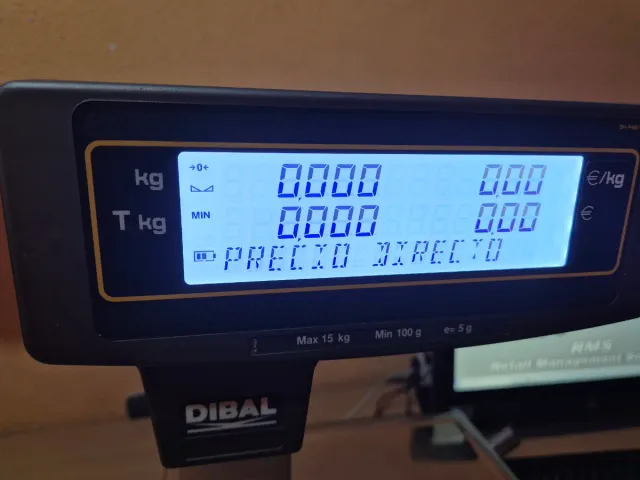 kg →0← 0,000 0,00 €/kg
T kg MIN 0,000 0,00 €
PRECIO DIRECTO
Max 15 kg Min 100 g e= 5 g
DIBAL
RMS
Retail Management